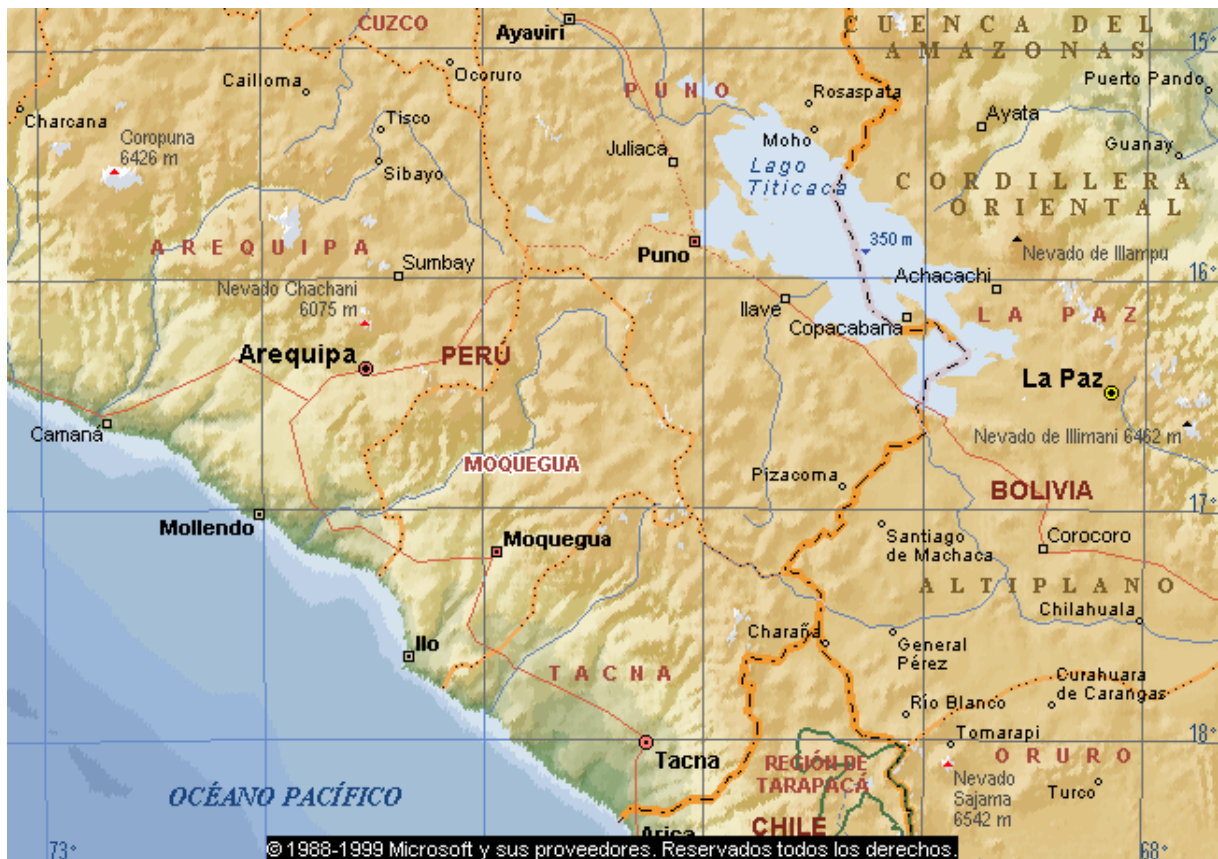 CUZCO
Ayaviri
CUENCA DEL
AMAZONAS
15°
Ocoruro
Cailloma
PUNO
Rosaspata
Puerto Pando
Charcana
Tisco
Ayata
Coropuna
6426 m
Juliaca
Moho
Guanay
Sibayo
Lago
Titicaca
CORDILLERA
ORIENTAL
AREQUIPA
Puno
350 m
Nevado de Illampu
Sumbay
16°
Achacachi
Nevado Chachani
6075 m
Ilave
Copacabana
LA PAZ
Arequipa
PERÚ
La Paz
Camaná
Nevado de Illimani 6462 m
MOQUEGUA
Pizacoma
BOLIVIA
17°
Mollendo
Moquegua
Santiago
de Machaca
Corocoro
ALTIPLANO
Chilahuala
Ilo
Charaña
General
Pérez
TACNA
Curahuara
de Carangas
Río Blanco
Tomarapi
18°
Tacna
REGIÓN DE
TARAPACÁ
ORURO
Nevado
Sajama
6542 m
Turco
OCÉANO PACÍFICO
Arica
CHILE
73°
© 1988-1999 Microsoft y sus proveedores. Reservados todos los derechos.
68°